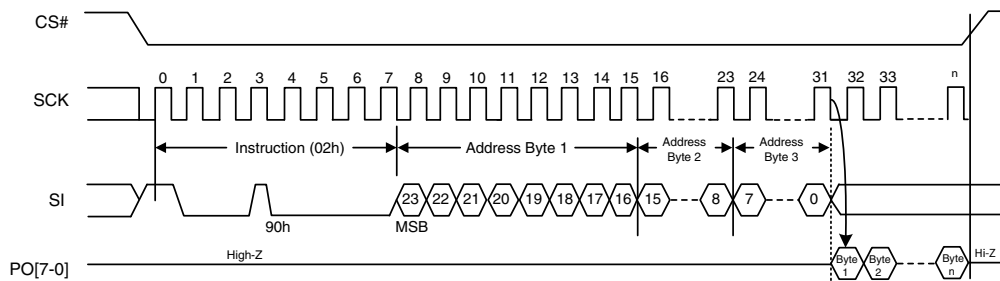 CS#
0 1 2 3 4 5 6 7 8 9 10 11 12 13 14 15 16 23 24 31 32 33 n
SCK
Instruction (02h) Address Byte 1 Address Byte 2 Address Byte 3
SI 23 22 21 20 19 18 17 16 15 8 7 0
90h MSB
PO[7-0] High-Z Byte 1 Byte 2 Byte n Hi-Z